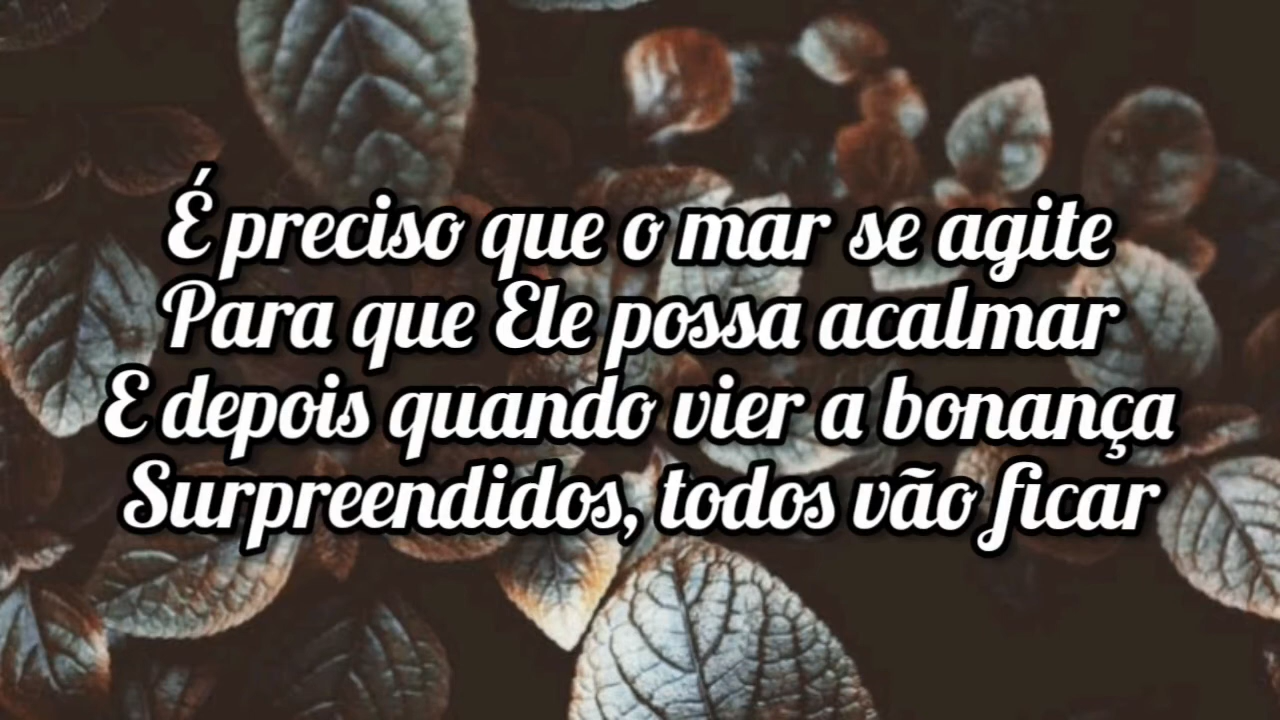 É preciso que o mar se agite
Para que Ele possa acalmar
E depois quando vier a bonança
Surpreendidos, todos vão ficar